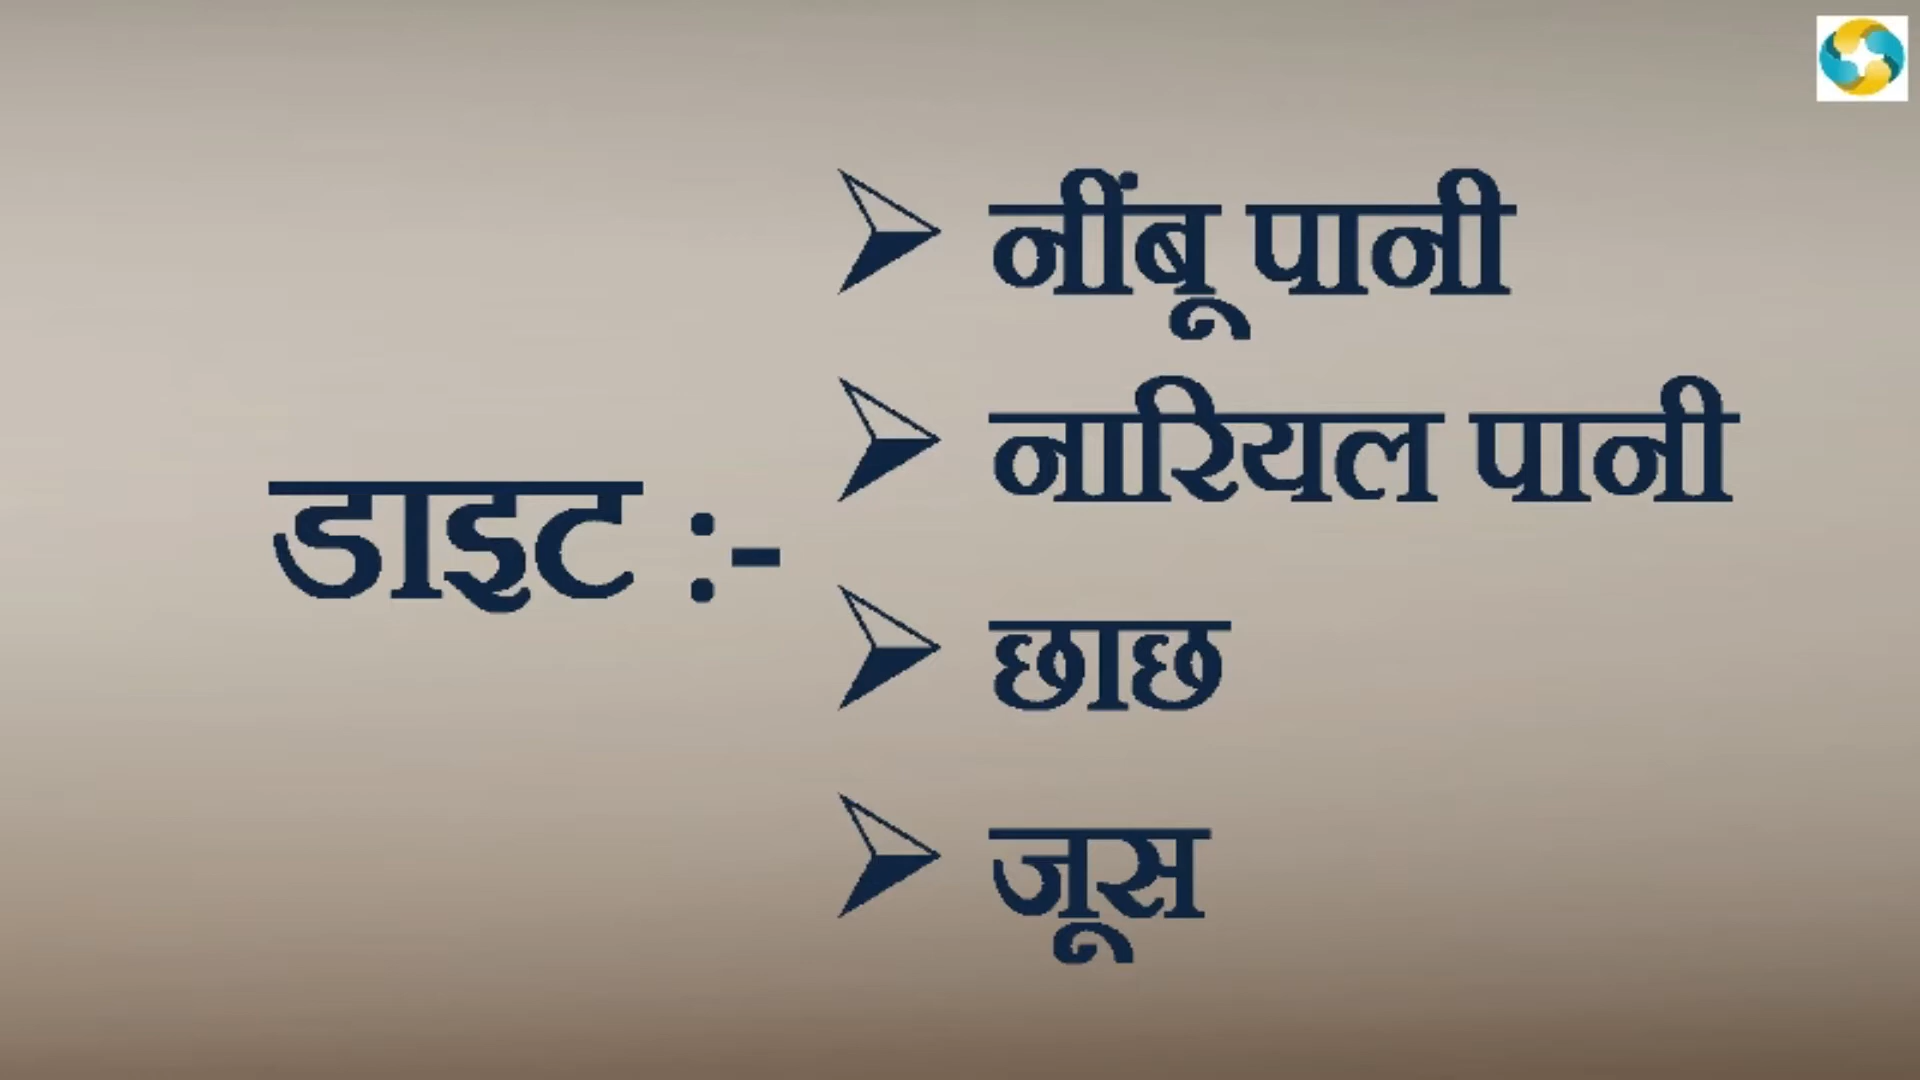 डाइट :-
नींबू पानी
नारियल पानी
छाछ
जूस